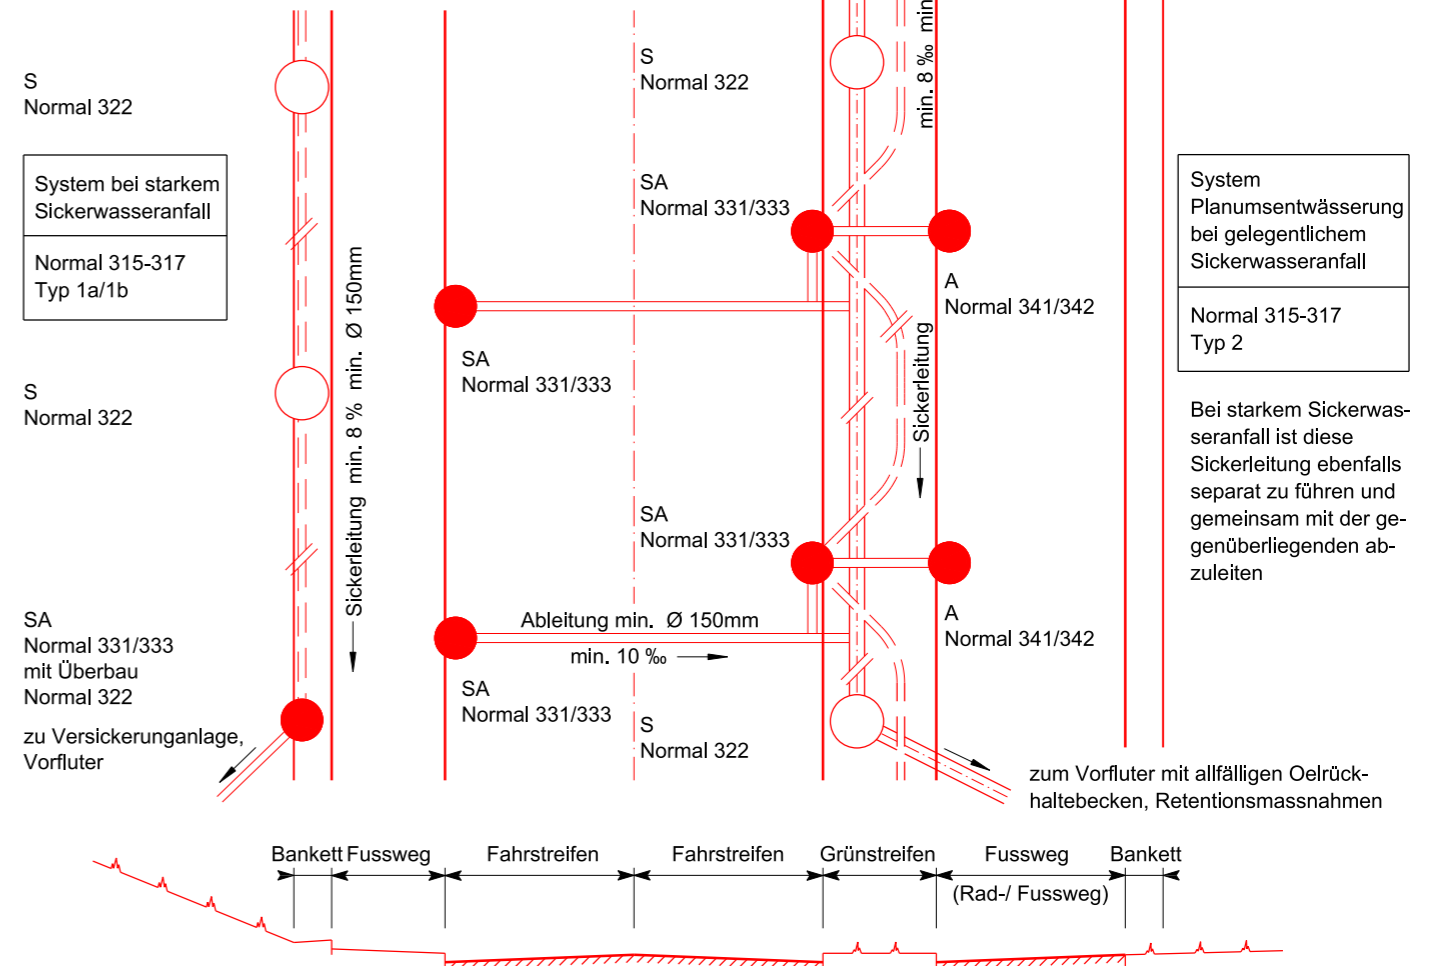 S
Normal 322
System bei starkem
Sickerwasseranfall
Normal 315-317
Typ 1a/1b
S
Normal 322
SA
Normal 331/333
mit Überbau
Normal 322
zu Versickerunganlage,
Vorfluter
Sickerleitung min. 8 % min. Ø 150mm
SA
Normal 331/333
Ableitung min. Ø 150mm
min. 10 ‰
SA
Normal 331/333
S
Normal 322
SA
Normal 331/333
SA
Normal 331/333
S
Normal 322
min. 8 ‰ min
Sickerleitung
A
Normal 341/342
A
Normal 341/342
System
Planumsentwässerung
bei gelegentlichem
Sickerwasseranfall
Normal 315-317
Typ 2
Bei starkem Sickerwas-
seranfall ist diese
Sickerleitung ebenfalls
separat zu führen und
gemeinsam mit der ge-
genüberliegenden ab-
zuleiten
zum Vorfluter mit allfälligen Oelrück-
haltebecken, Retentionsmassnahmen
Bankett Fussweg Fahrstreifen Fahrstreifen Grünstreifen Fussweg Bankett
(Rad-/ Fussweg)